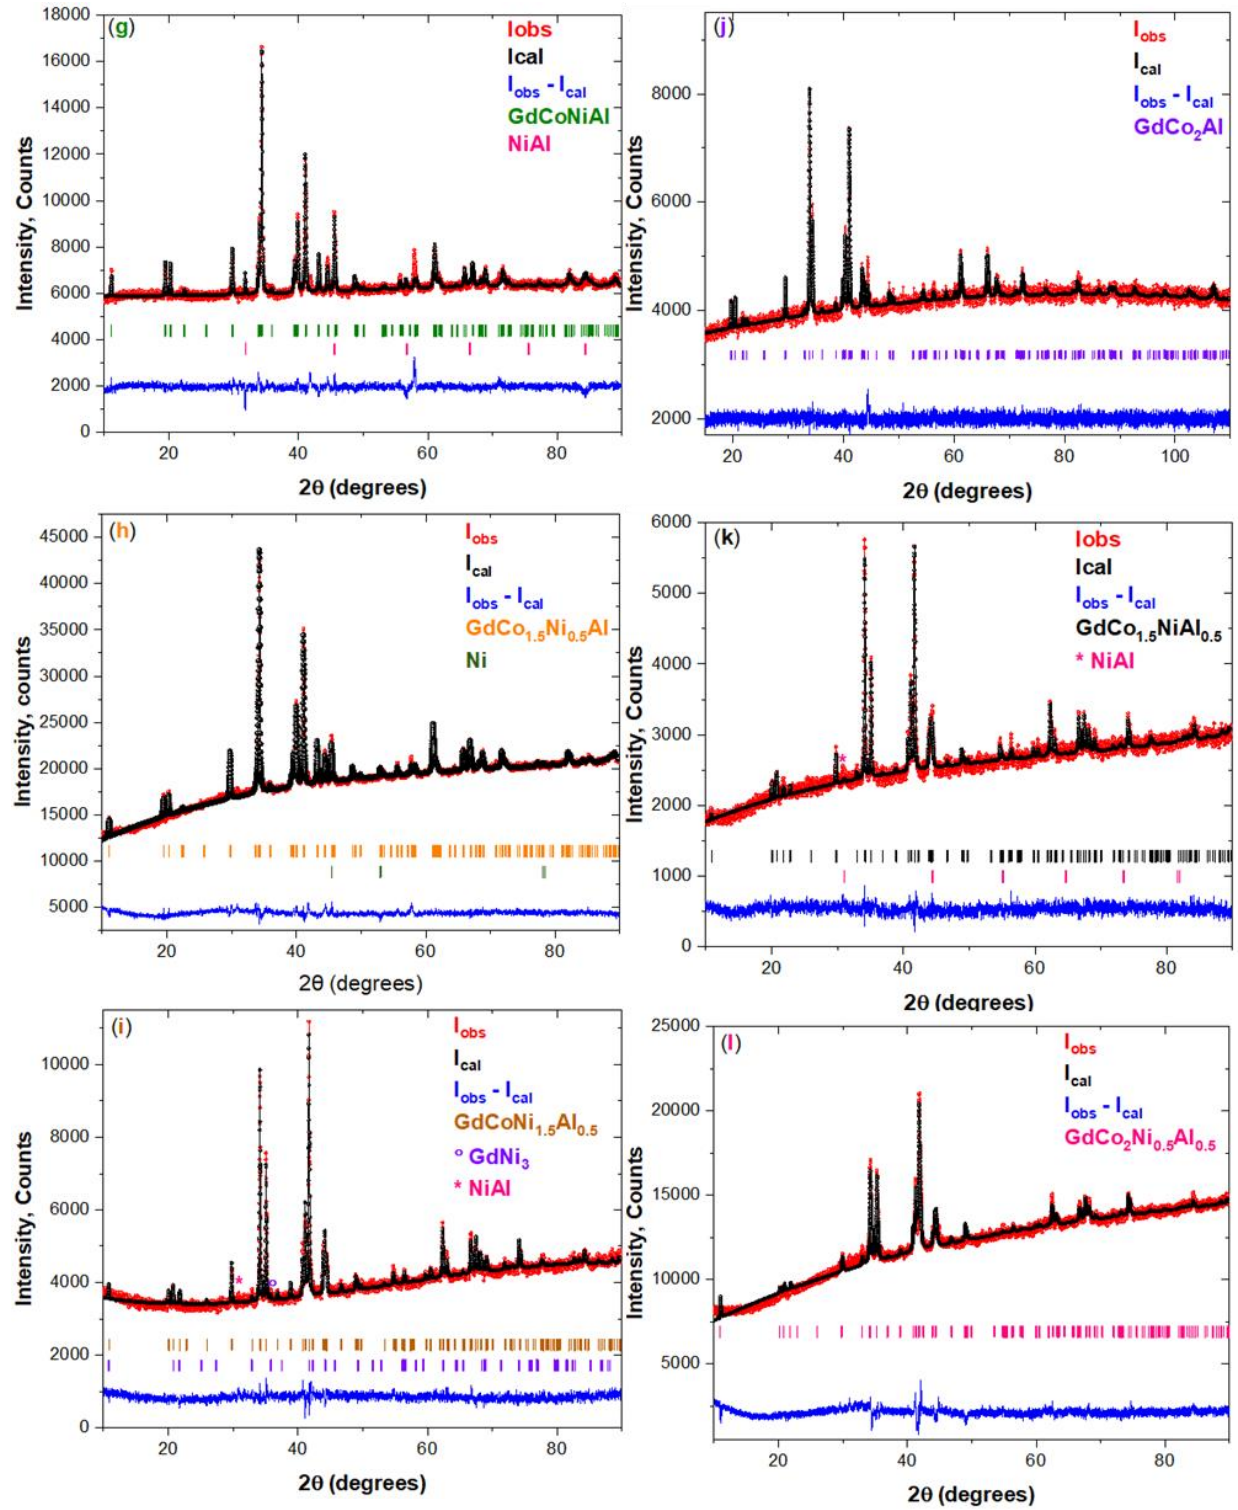 (g)
Iobs
Ical
Iobs - Ical
GdCoNiAl
NiAl
18000
16000
14000
12000
10000
8000
6000
4000
2000
0
Intensity, Counts
20 40 60 80
2θ (degrees)
(j)
Iobs
Ical
Iobs - Ical
GdCo2Al
8000
6000
4000
2000
Intensity, Counts
20 40 60 80 100
2θ (degrees)
(h)
Iobs
Ical
Iobs - Ical
GdCo1.5Ni0.5Al
Ni
45000
40000
35000
30000
25000
20000
15000
10000
5000
Intensity, counts
20 40 60 80
2θ (degrees)
(k)
Iobs
Ical
Iobs - Ical
GdCo1.5NiAl0.5
* NiAl
*
6000
5000
4000
3000
2000
1000
0
Intensity, Counts
20 40 60 80
2θ (degrees)
(i)
Iobs
Ical
Iobs - Ical
GdCoNi1.5Al0.5
° GdNi3
* NiAl
* °
10000
8000
6000
4000
2000
0
Intensity, Counts
20 40 60 80
2θ (degrees)
(l)
Iobs
Ical
Iobs - Ical
GdCo2Ni0.5Al0.5
25000
20000
15000
10000
5000
Intensity, Counts
20 40 60 80
2θ (degrees)